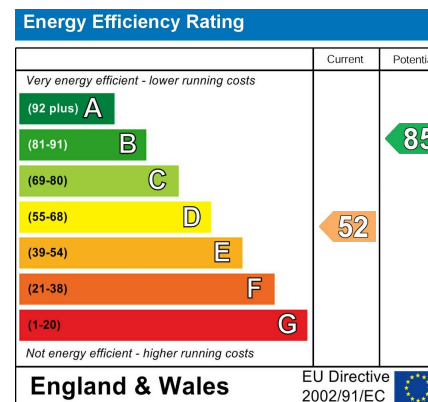 Energy Efficiency Rating
Current Potentia
Very energy efficient - lower running costs
(92 plus) A
(81-91) B
85
(69-80) C
(55-68) D
52
(39-54) E
(21-38) F
(1-20) G
Not energy efficient - higher running costs
England & Wales
EU Directive
2002/91/EC